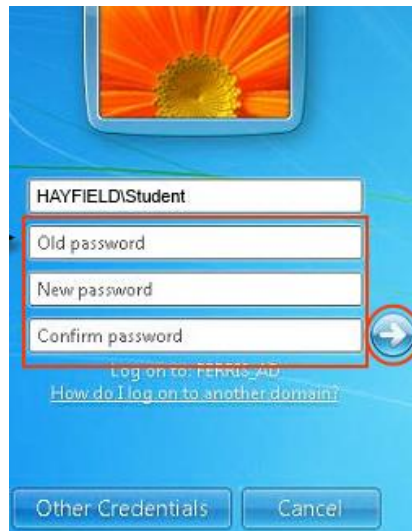 HAYFIELD\Student
Old password
New password
Confirm password
Log on to: FERRIS_AD
How do I log on to another domain?
Other Credentials
Cancel